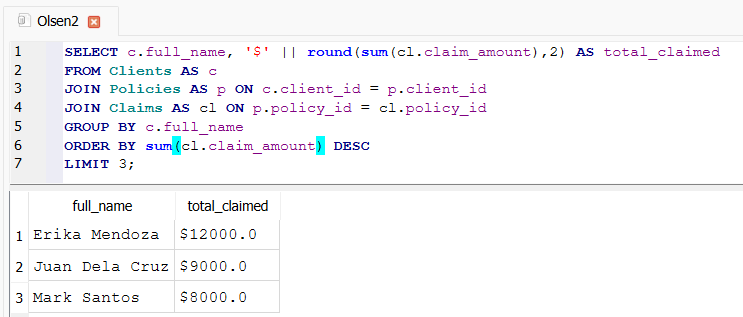 Olsen2
1 SELECT c.full_name, '$' || round(sum(cl.claim_amount),2) AS total_claimed
2 FROM Clients AS c
3 JOIN Policies AS p ON c.client_id = p.client_id
4 JOIN Claims AS cl ON p.policy_id = cl.policy_id
5 GROUP BY c.full_name
6 ORDER BY sum(cl.claim_amount) DESC
7 LIMIT 3;
full_name total_claimed
1 Erika Mendoza $12000.0
2 Juan Dela Cruz $9000.0
3 Mark Santos $8000.0